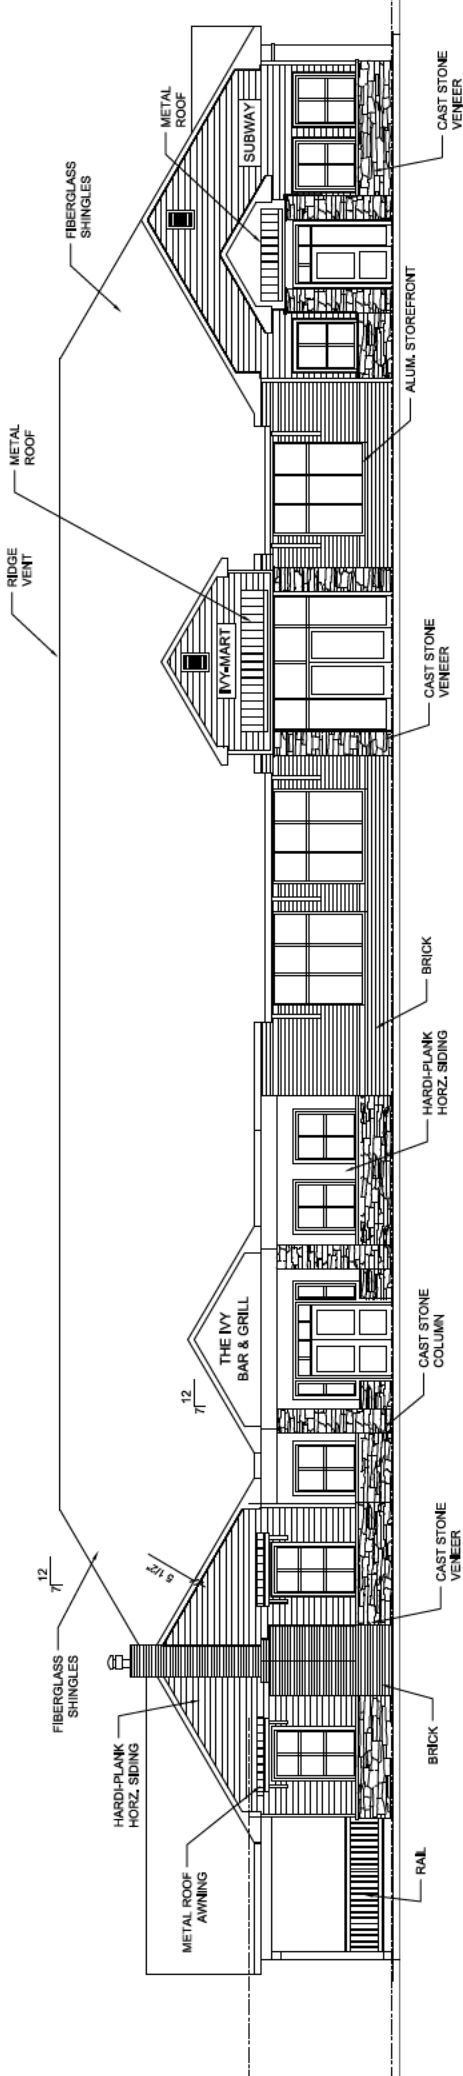 RIDGE
VENT
METAL
ROOF
FIBERGLASS
SHINGLES
12
7
FIBERGLASS
SHINGLES
METAL
ROOF
HARDI-PLANK
HORZ. SIDING
5 1/2"
12
7
METAL ROOF
AWNING
THE IVY
BAR & GRILL
IVY-MART
SUBWAY
RAIL
BRICK
CAST STONE
VENEER
CAST STONE
COLUMN
HARDI-PLANK
HORZ. SIDING
BRICK
CAST STONE
VENEER
ALUM. STOREFRONT
CAST STONE
VENEER